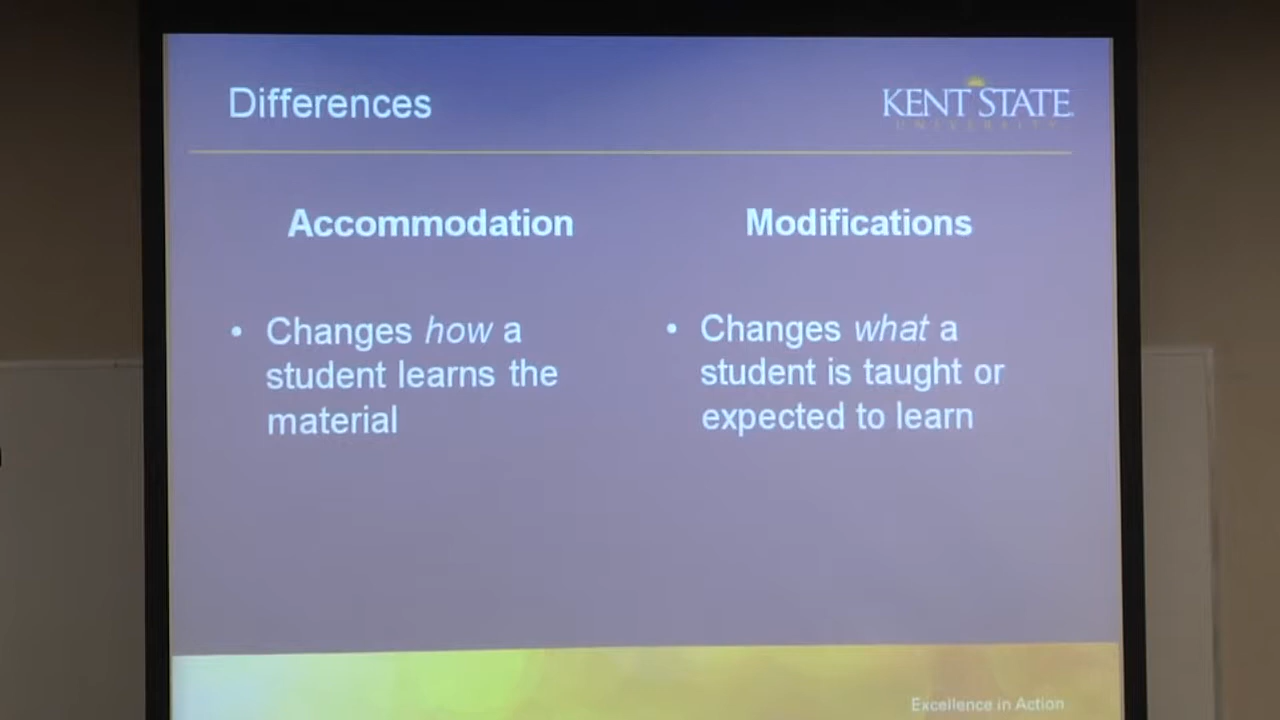 Differences
KENT STATE
UNIVERSITY
Accommodation
Modifications
• Changes how a
student learns the
material
• Changes what a
student is taught or
expected to learn
Excellence in Action